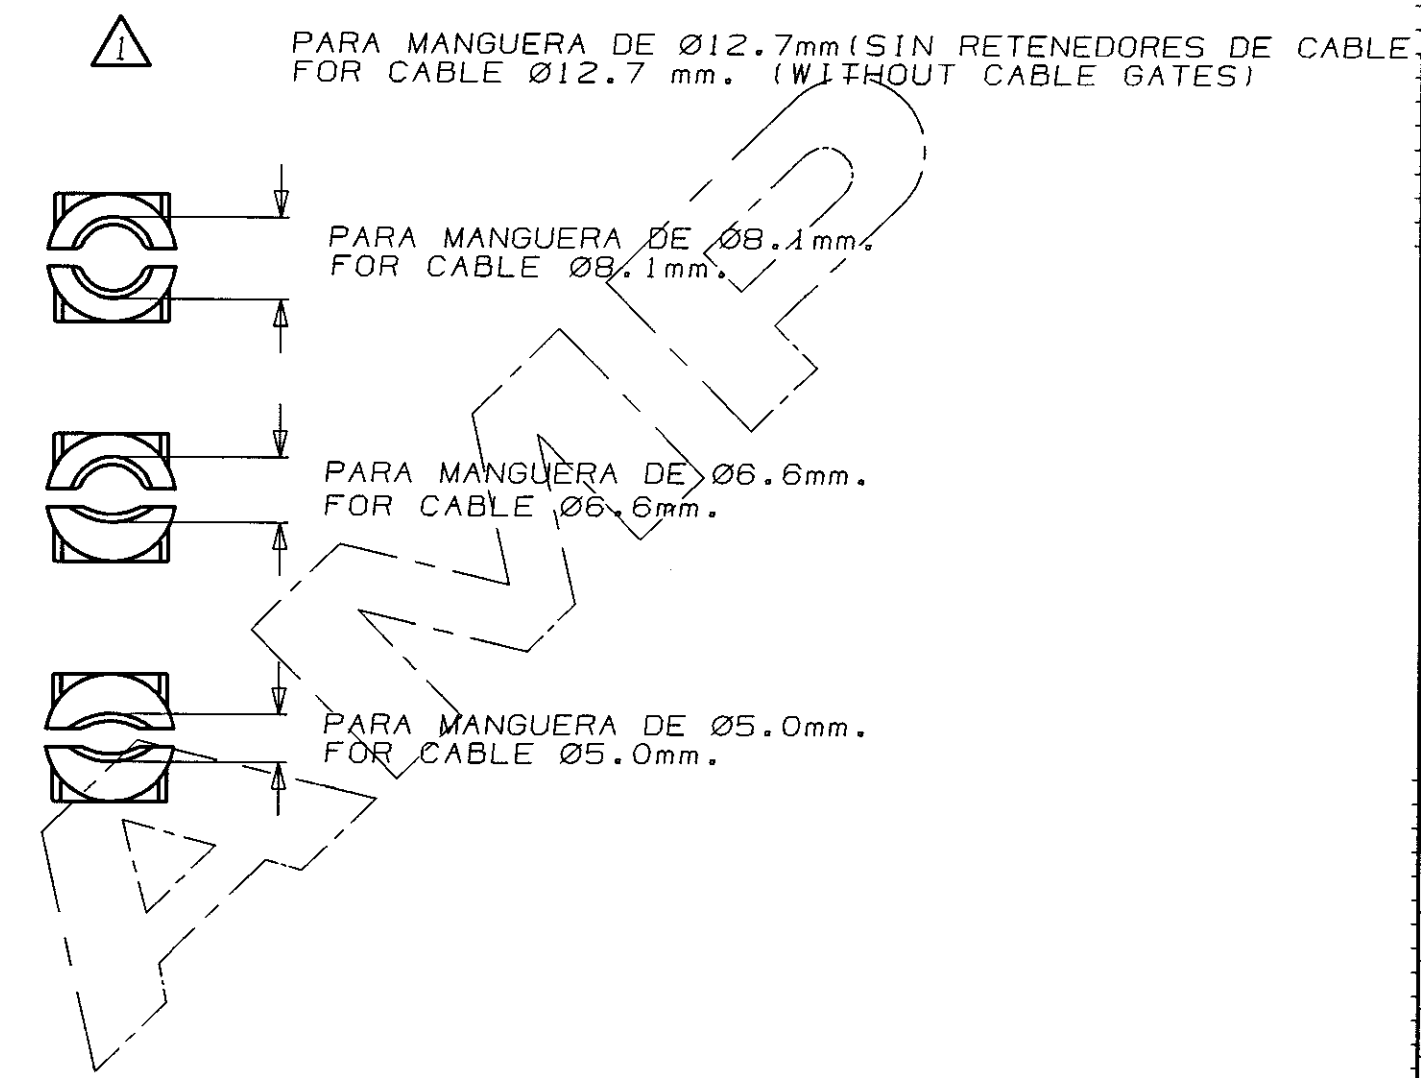 1
PARA MANGUERA DE Ø12.7mm(SIN RETENEDORES DE CABLE
FOR CABLE Ø12.7 mm. (WITHOUT CABLE GATES)
PARA MANGUERA DE Ø8.1mm.
FOR CABLE Ø8.1mm.
PARA MANGUERA DE Ø6.6mm.
FOR CABLE Ø6.6mm.
PARA MANGUERA DE Ø5.0mm.
FOR CABLE Ø5.0mm.
AMP